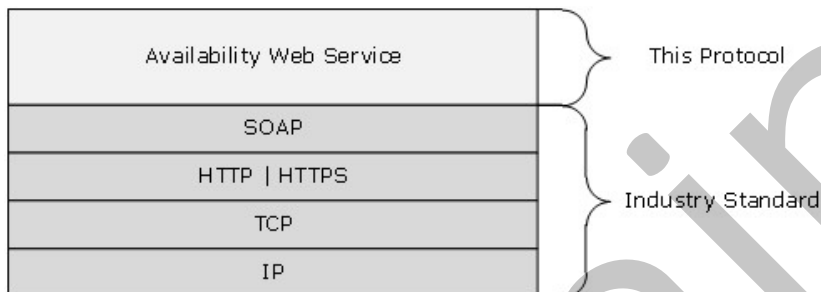 Availability Web Service
This Protocol
SOAP
HTTP | HTTPS
Industry Standard
TCP
IP